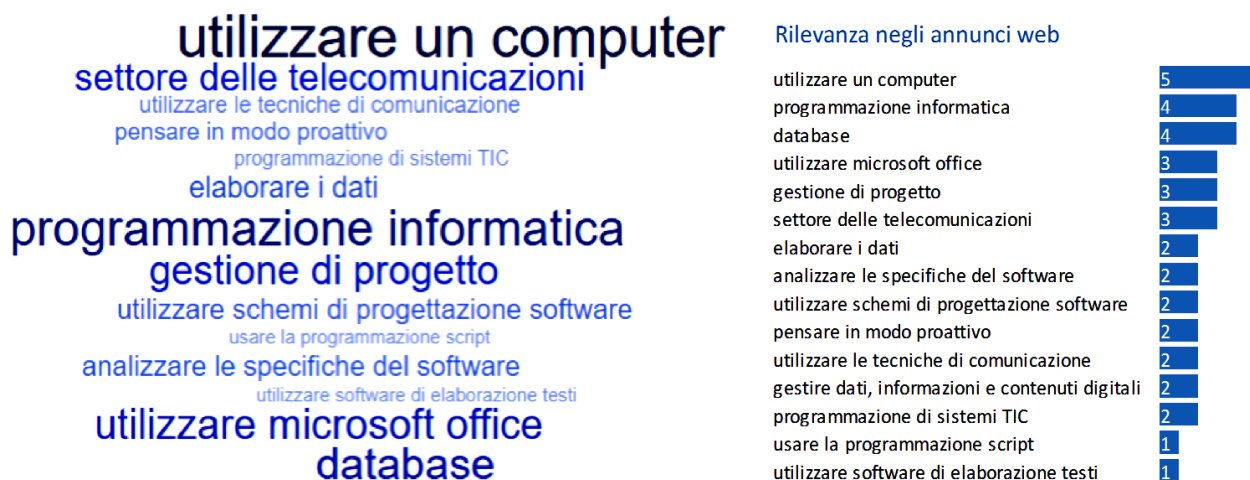 utilizzare un computer
settore delle telecomunicazioni
utilizzare le tecniche di comunicazione
pensare in modo proattivo
programmazione di sistemi TIC
elaborare i dati
programmazione informatica
gestione di progetto
utilizzare schemi di progettazione software
usare la programmazione script
analizzare le specifiche del software
utilizzare software di elaborazione testi
utilizzare microsoft office
database
Rilevanza negli annunci web
utilizzare un computer 5
programmazione informatica 4
database 4
utilizzare microsoft office 3
gestione di progetto 3
settore delle telecomunicazioni 3
elaborare i dati 2
analizzare le specifiche del software 2
utilizzare schemi di progettazione software 2
pensare in modo proattivo 2
utilizzare le tecniche di comunicazione 2
gestire dati, informazioni e contenuti digitali 2
programmazione di sistemi TIC 2
usare la programmazione script 1
utilizzare software di elaborazione testi 1